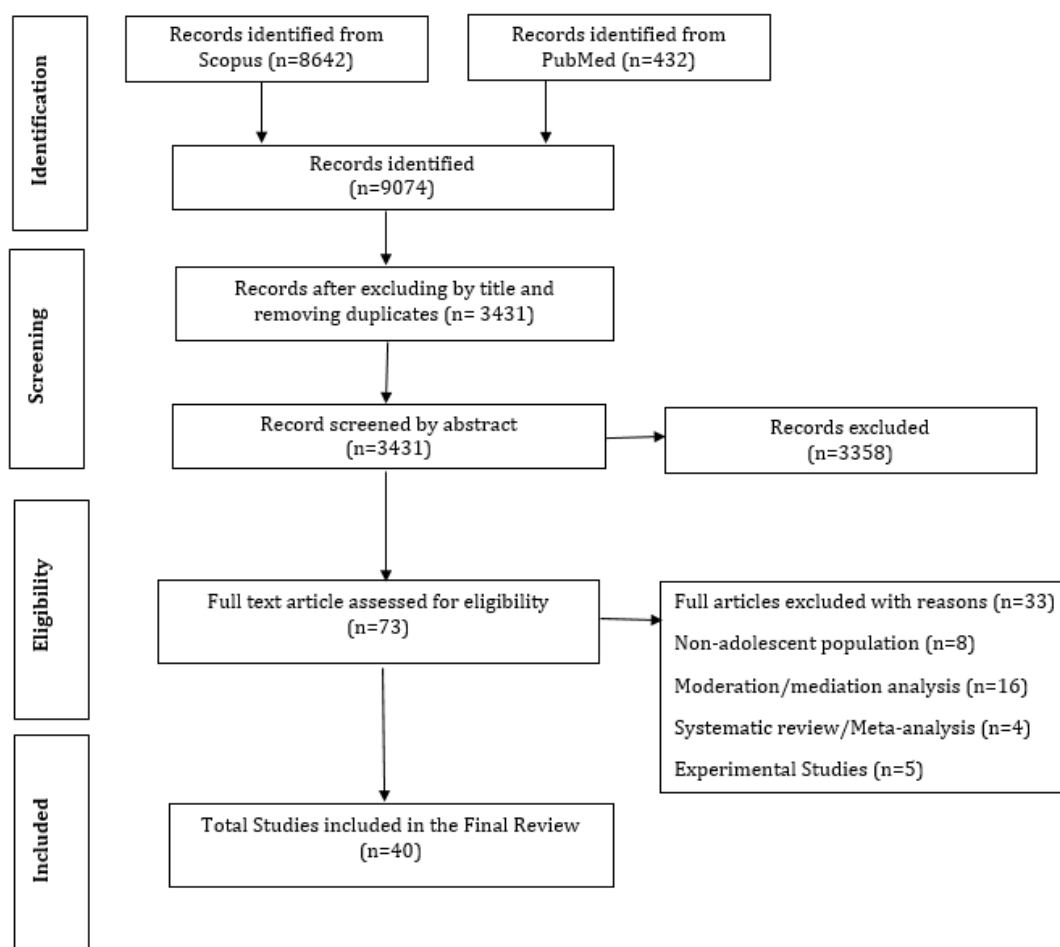 Identification
Records identified from
Scopus (n=8642)
Records identified from
PubMed (n=432)
Records identified
(n=9074)
Screening
Records after excluding by title and
removing duplicates (n= 3431)
Record screened by abstract
(n=3431)
Records excluded
(n=3358)
Eligibility
Full text article assessed for eligibility
(n=73)
Full articles excluded with reasons (n=33)
Non-adolescent population (n=8)
Moderation/mediation analysis (n=16)
Systematic review/Meta-analysis (n=4)
Experimental Studies (n=5)
Included
Total Studies included in the Final Review
(n=40)